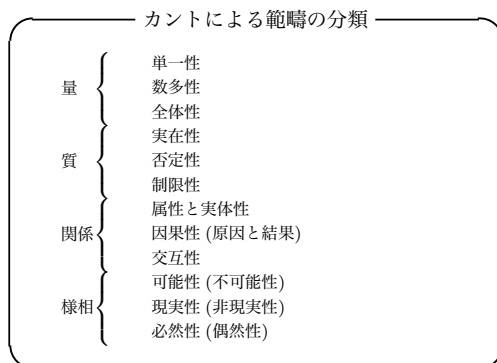 カントによる範疇の分類
量
単一性
数多性
全体性
質
実在性
否定性
制限性
関係
属性と実体性
因果性 (原因と結果)
交互性
様相
可能性 (不可能性)
現実性 (非現実性)
必然性 (偶然性)